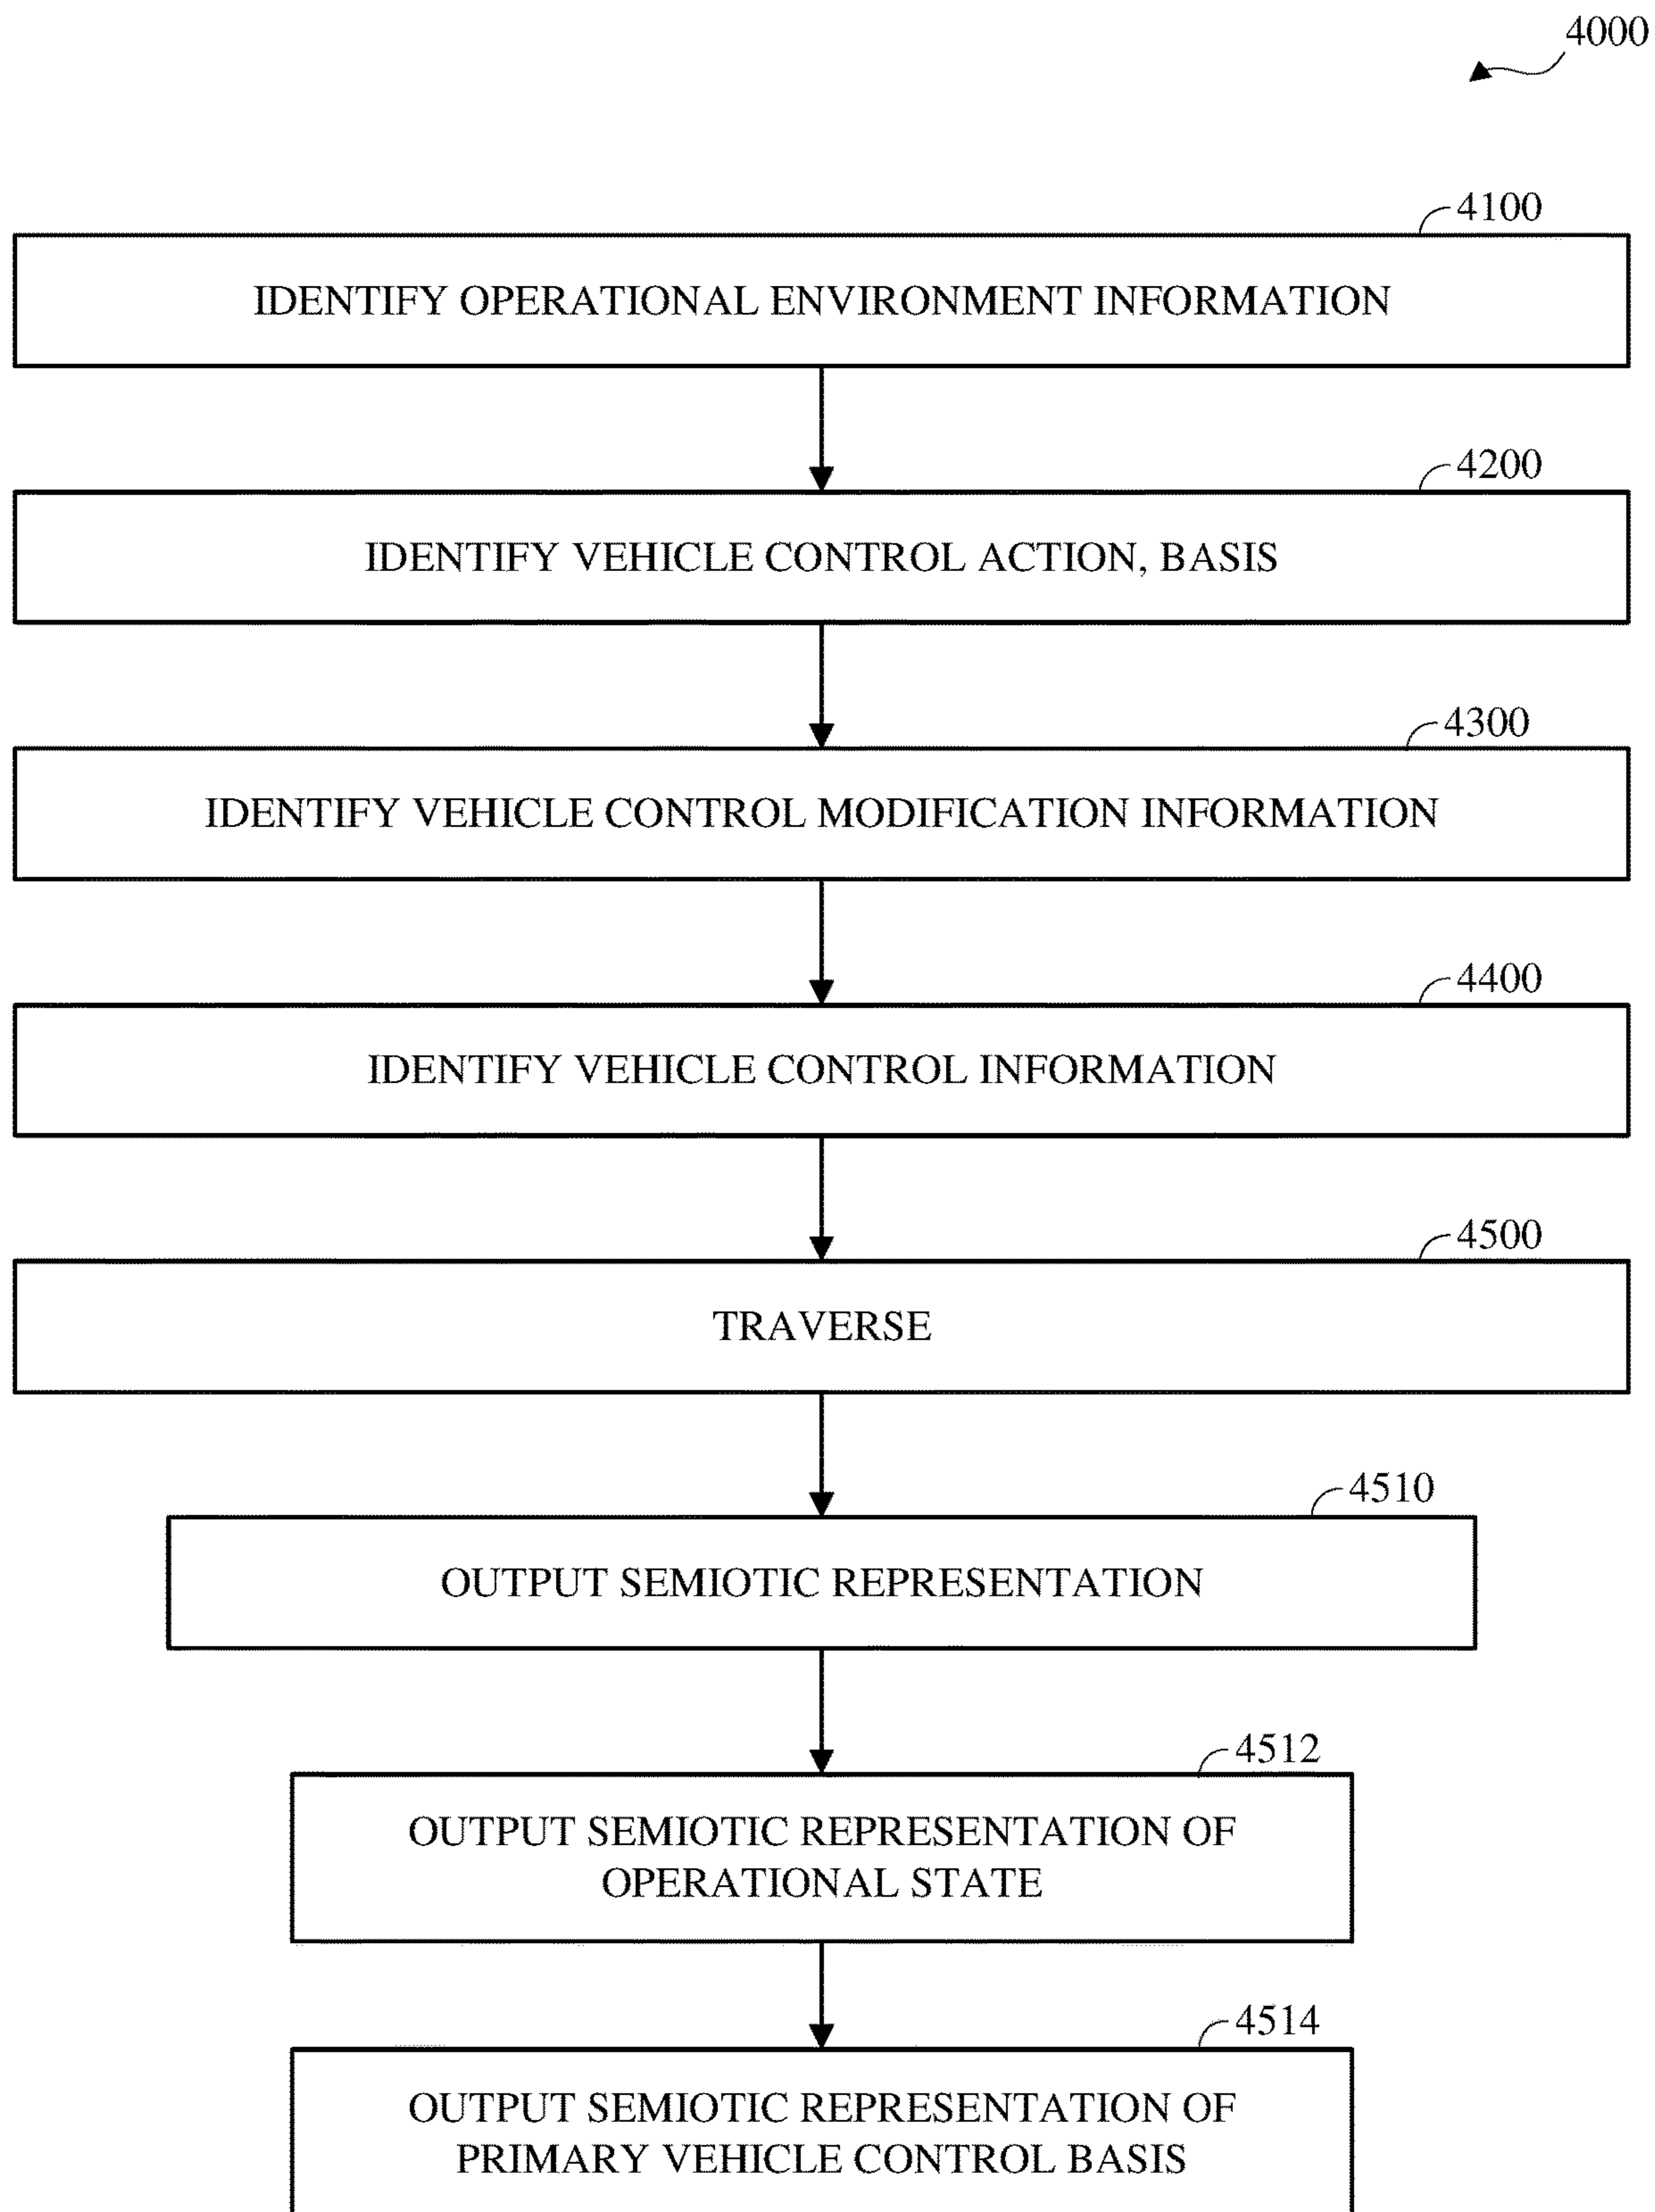 4000
4100
IDENTIFY OPERATIONAL ENVIRONMENT INFORMATION
4200
IDENTIFY VEHICLE CONTROL ACTION, BASIS
4300
IDENTIFY VEHICLE CONTROL MODIFICATION INFORMATION
4400
IDENTIFY VEHICLE CONTROL INFORMATION
4500
TRAVERSE
4510
OUTPUT SEMIOTIC REPRESENTATION
4512
OUTPUT SEMIOTIC REPRESENTATION OF
OPERATIONAL STATE
4514
OUTPUT SEMIOTIC REPRESENTATION OF
PRIMARY VEHICLE CONTROL BASIS